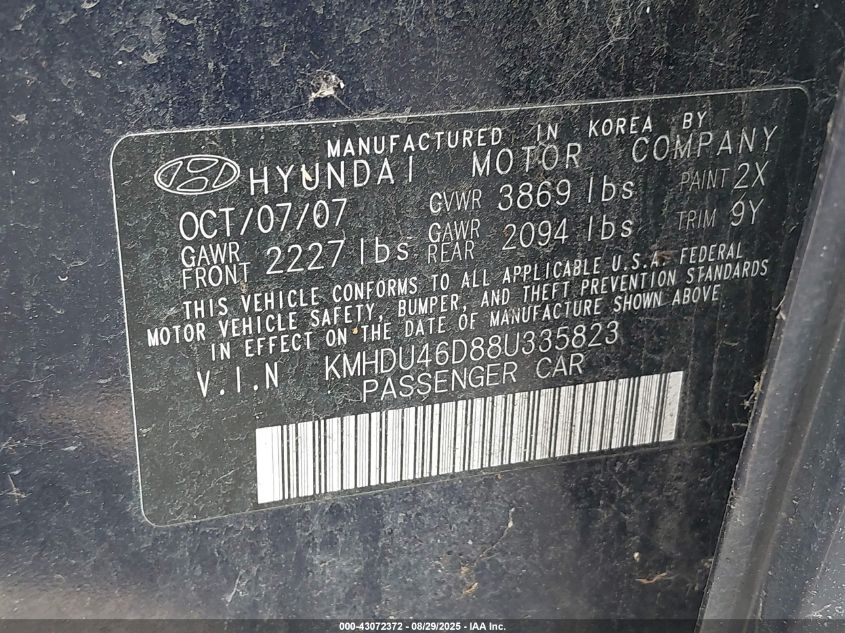 MANUFACTURED IN KOREA BY
HYUNDAI MOTOR COMPANY
OCT/07/07 GVWR 3869 lbs PAINT 2X
GAWR FRONT 2227 lbs GAWR REAR 2094 lbs TRIM 9Y
THIS VEHICLE CONFORMS TO ALL APPLICABLE U.S.A. FEDERAL
MOTOR VEHICLE SAFETY, BUMPER, AND THEFT PREVENTION STANDARDS
IN EFFECT ON THE DATE OF MANUFACTURE SHOWN ABOVE
V.I.N KMHDU46D88U335823
PASSENGER CAR
000-43072372 - 08/29/2025 - IAA Inc.